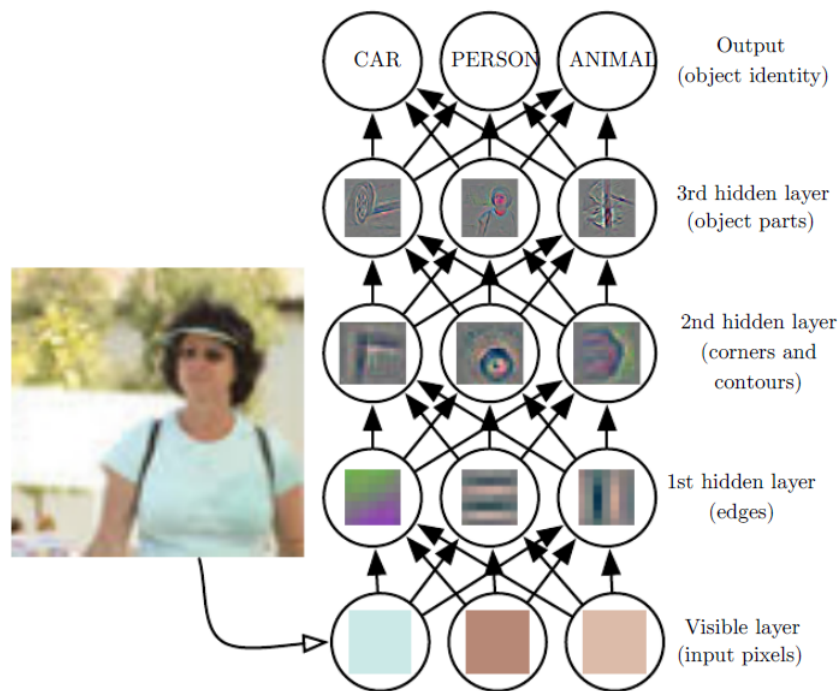 CAR
PERSON
ANIMAL
Output
(object identity)
3rd hidden layer
(object parts)
2nd hidden layer
(corners and
contours)
1st hidden layer
(edges)
Visible layer
(input pixels)